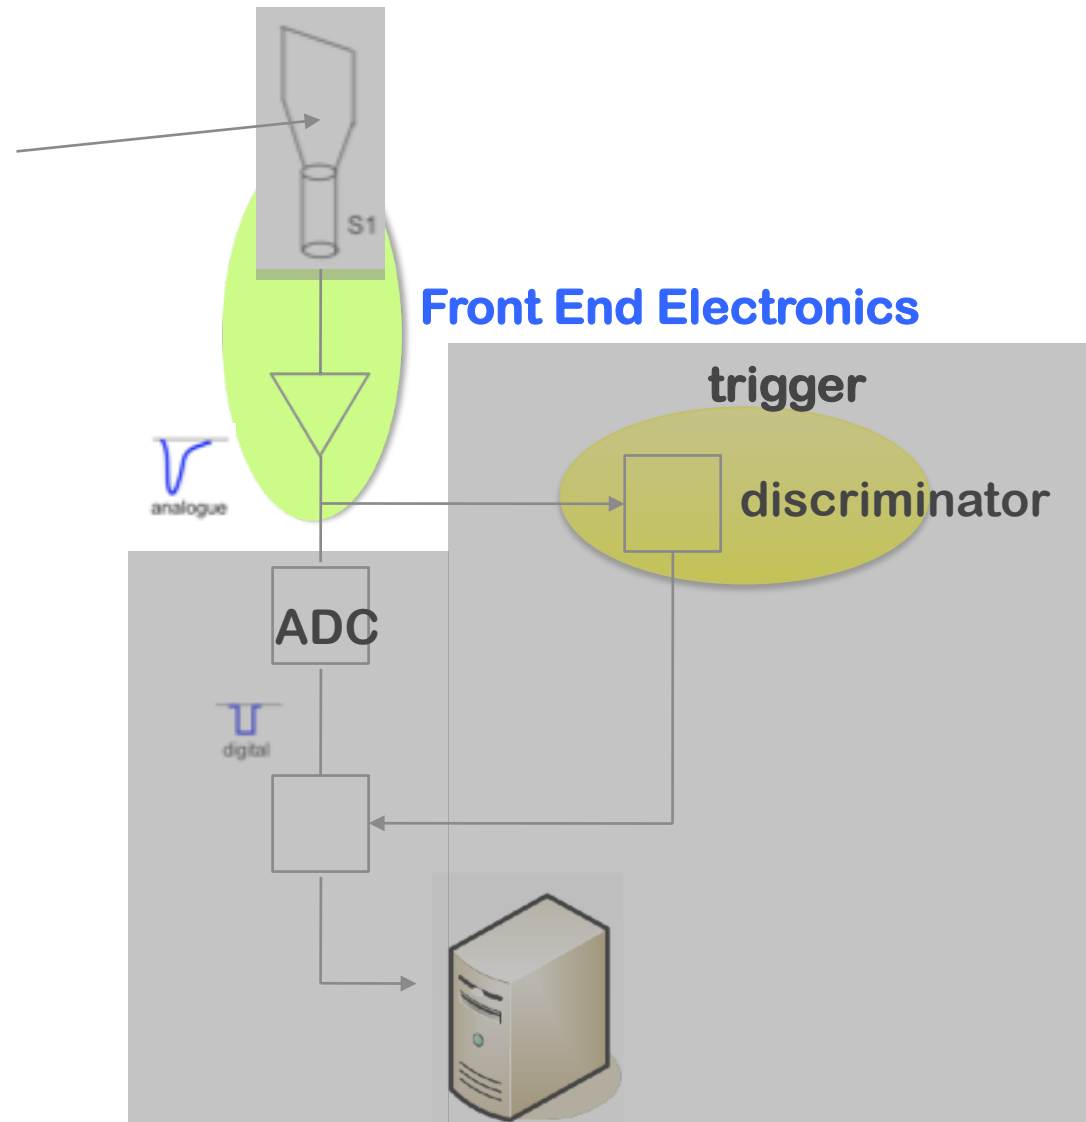 S1
Front End Electronics
trigger
discriminator
analogue
ADC
digital